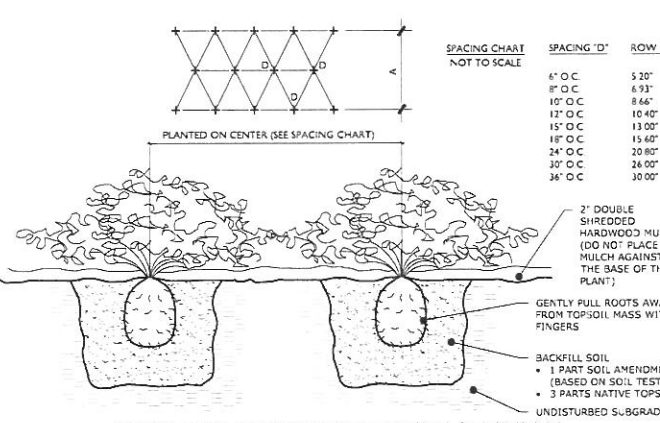 D D
D
A
PLANTED ON CENTER (SEE SPACING CHART)
SPACING CHART
NOT TO SCALE
SPACING "D" ROW
6" O.C. 5.20"
8" O.C. 6.93"
10" O.C. 8.66"
12" O.C. 10.40"
15" O.C. 13.00"
18" O.C. 15.60"
24" O.C. 20.80"
30" O.C. 26.00"
36" O.C. 30.00"
2" DOUBLE
SHREDDED
HARDWOOD MU
(DO NOT PLACE
MULCH AGAINST
THE BASE OF TH
PLANT)
GENTLY PULL ROOTS AWA
FROM TOPSOIL MASS WI
FINGERS
BACKFILL SOIL
• 1 PART SOIL AMENDM
(BASED ON SOIL TEST
• 3 PARTS NATIVE TOPS
UNDISTURBED SUBGRAD